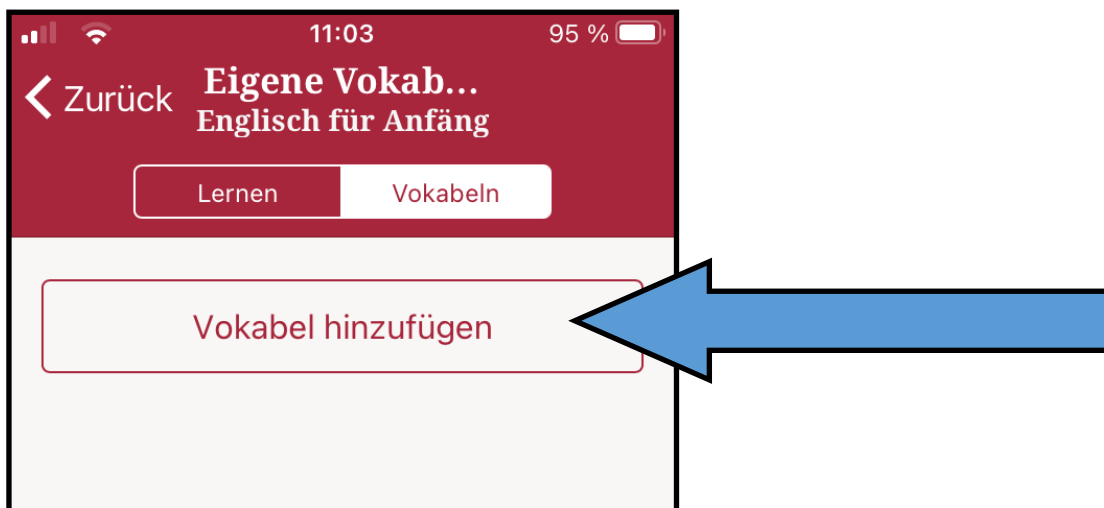 11:03 95 %
Zurück
Eigene Vokab...
Englisch für Anfäng
Lernen Vokabeln
Vokabel hinzufügen